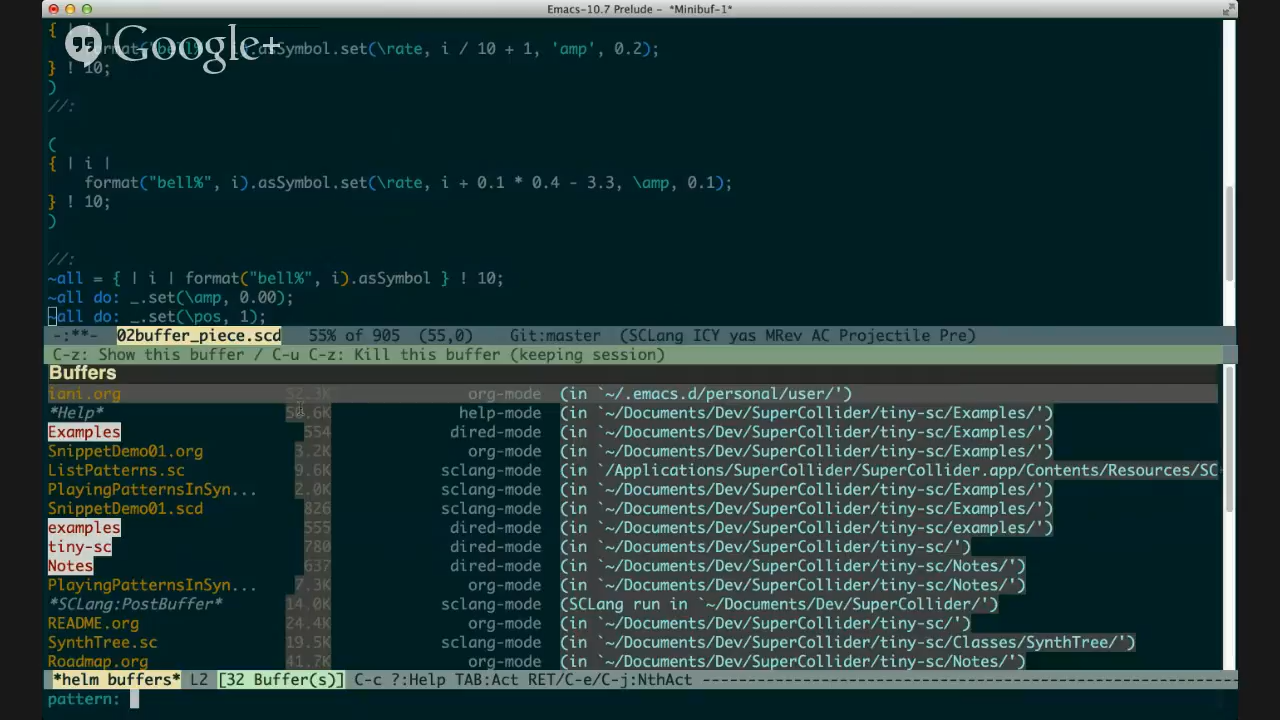 Emacs-10.7 Prelude - *Minibuf-1*
{ | i |
Google+
i).asSymbol.set(\rate, i / 10 + 1, 'amp', 0.2);
} ! 10;
)
//:
(
{ | i |
format("bell%", i).asSymbol.set(\rate, i + 0.1 * 0.4 - 3.3, \amp, 0.1);
} ! 10;
)
//:
~all = { | i | format("bell%", i).asSymbol } ! 10;
~all do: _.set(\amp, 0.00);
~all do: _.set(\pos, 1);
-:**- 02buffer_piece.scd 55% of 905 (55,0) Git:master (SCLang ICY yas MRev AC Projectile Pre)
C-z: Show this buffer / C-u C-z: Kill this buffer (keeping session)
Buffers
iani.org 52.3K org-mode (in `~/.emacs.d/personal/user/')
*Help* help-mode (in `~/Documents/Dev/SuperCollider/tiny-sc/Examples/')
Examples 554 dired-mode (in `~/Documents/Dev/SuperCollider/tiny-sc/Examples/')
SnippetDemo01.org 3.2K org-mode (in `~/Documents/Dev/SuperCollider/tiny-sc/Examples/')
ListPatterns.sc 9.6K sclang-mode (in `/Applications/SuperCollider/SuperCollider.app/Contents/Resources/SC
PlayingPatternsInSyn... 2.0K sclang-mode (in `~/Documents/Dev/SuperCollider/tiny-sc/Examples/')
SnippetDemo01.scd 826 sclang-mode (in `~/Documents/Dev/SuperCollider/tiny-sc/Examples/')
examples 555 dired-mode (in `~/Documents/Dev/SuperCollider/tiny-sc/examples/')
tiny-sc 780 dired-mode (in `~/Documents/Dev/SuperCollider/tiny-sc/')
Notes 637 dired-mode (in `~/Documents/Dev/SuperCollider/tiny-sc/Notes/')
PlayingPatternsInSyn... 7.3K org-mode (in `~/Documents/Dev/SuperCollider/tiny-sc/Notes/')
*SCLang:PostBuffer* 14.0K sclang-mode (SCLang run in `~/Documents/Dev/SuperCollider/')
README.org 24.4K org-mode (in `~/Documents/Dev/SuperCollider/tiny-sc/')
SynthTree.sc 19.5K sclang-mode (in `~/Documents/Dev/SuperCollider/tiny-sc/Classes/SynthTree/')
Roadmap.org 41.7K org-mode (in `~/Documents/Dev/SuperCollider/tiny-sc/Notes/')
*helm buffers* L2 [32 Buffer(s)] C-c ?:Help TAB:Act RET/C-e/C-j:NthAct
pattern: